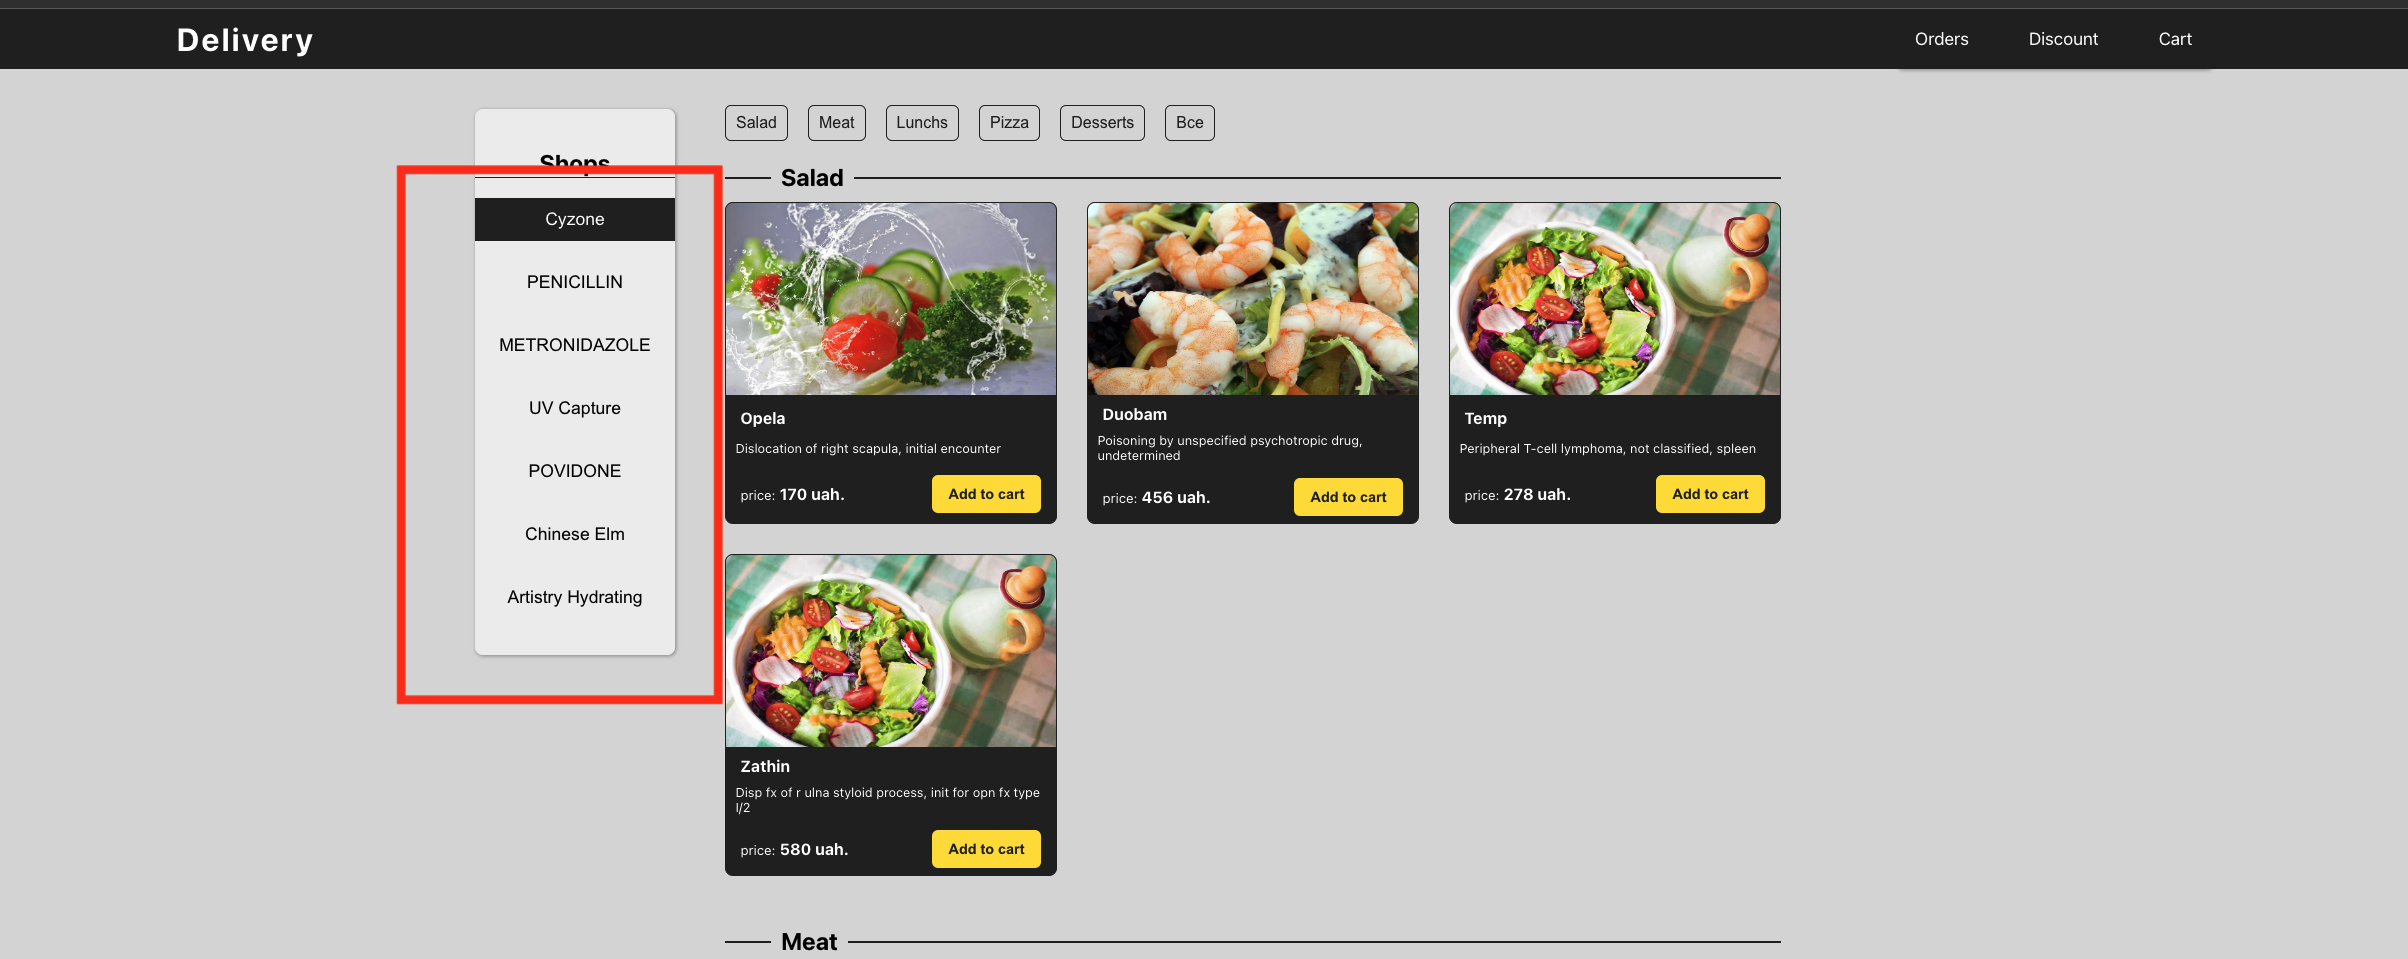 Delivery
Orders Discount Cart
Shops
Cyzone
PENICILLIN
METRONIDAZOLE
UV Capture
POVIDONE
Chinese Elm
Artistry Hydrating
Salad Meat Lunchs Pizza Desserts Все
Salad
Opela
Dislocation of right scapula, initial encounter
price: 170 uah. Add to cart
Duobam
Poisoning by unspecified psychotropic drug,
undetermined
price: 456 uah. Add to cart
Temp
Peripheral T-cell lymphoma, not classified, spleen
price: 278 uah. Add to cart
Zathin
Disp fx of r ulna styloid process, init for opn fx type
I/2
price: 580 uah. Add to cart
Meat